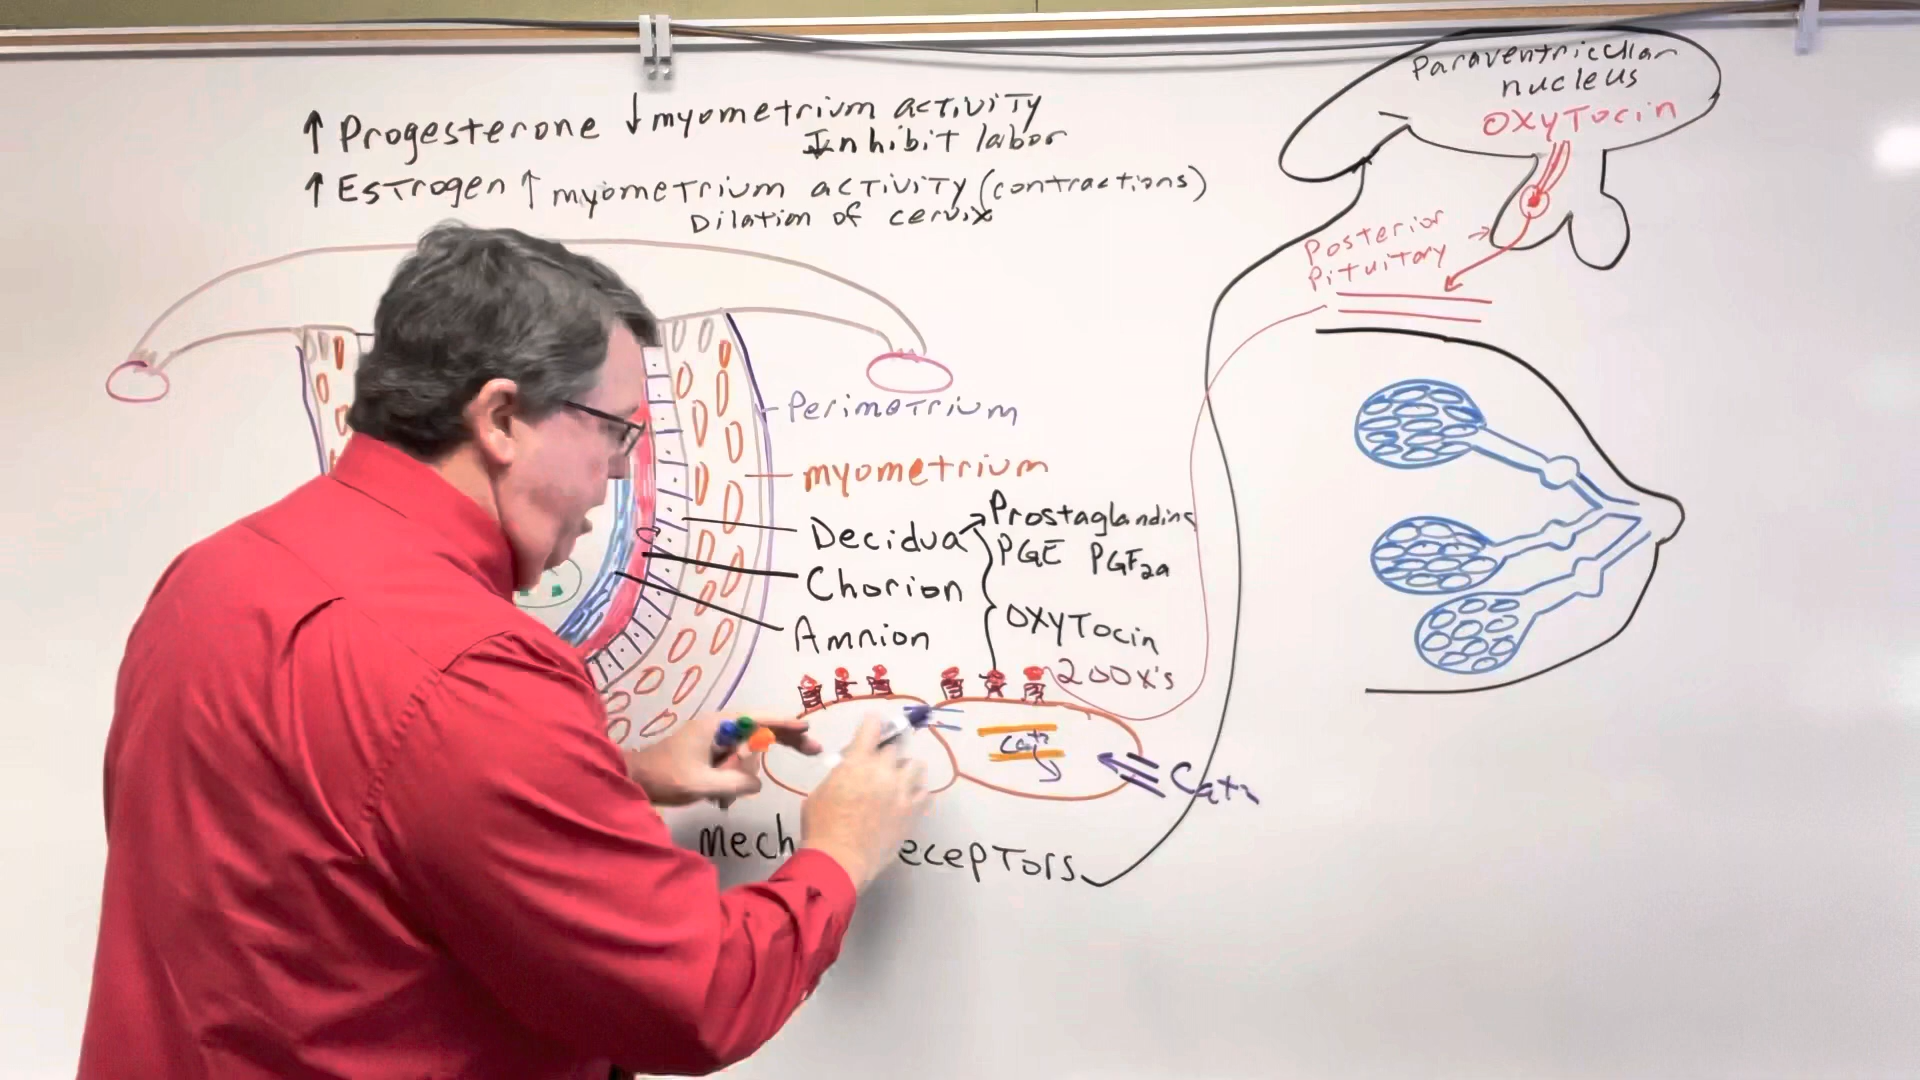 Paraventricular
nucleus
OXYTocin
↑ Progesterone ↓ myometrium activity
Inhibit labor
↑ Estrogen ↑ myometrium activity (contractions)
Dilation of cervix
Posterior
Pituitary
Perimetrium
myometrium
Decidua
Prostaglandins
PGE PGF2a
Chorion
Amnion
OXYTocin
200x's
Ca+2
Ca+2
mech eceptors